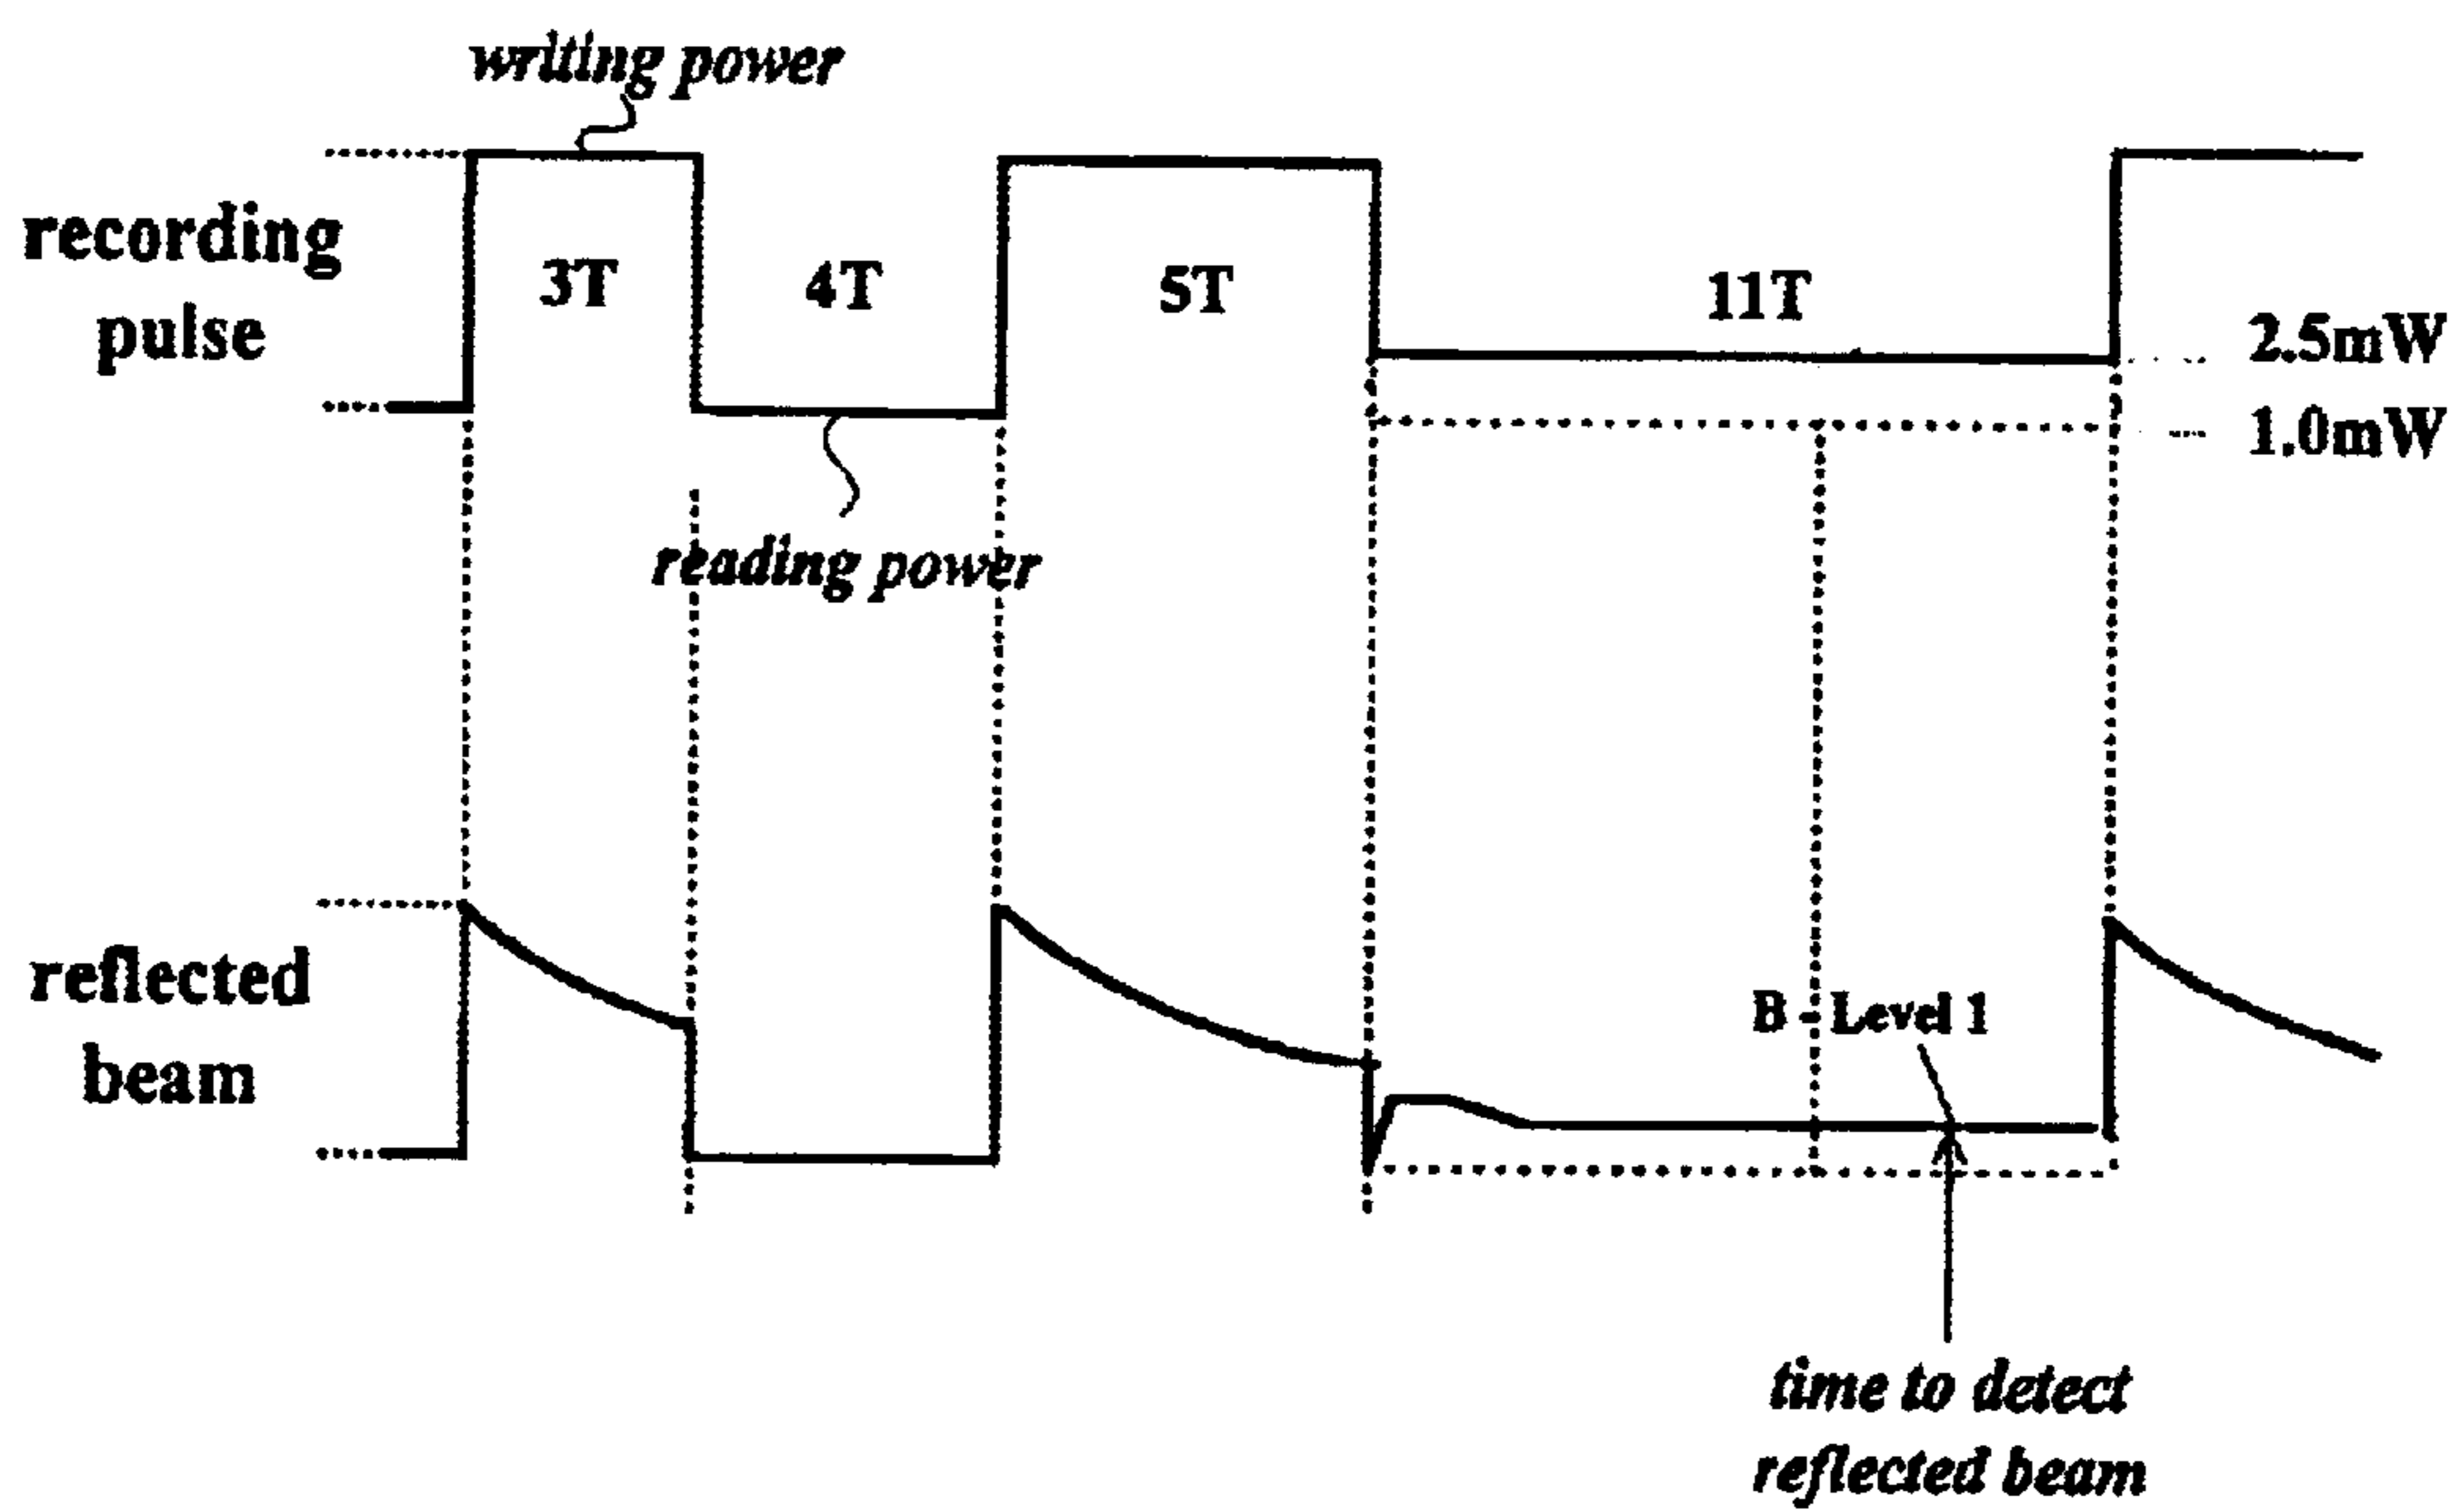 writing power
recording
pulse
3T
4T
5T
11T
2.5mW
1.0mW
reading power
reflected
beam
B - Level 1
time to detect
reflected beam